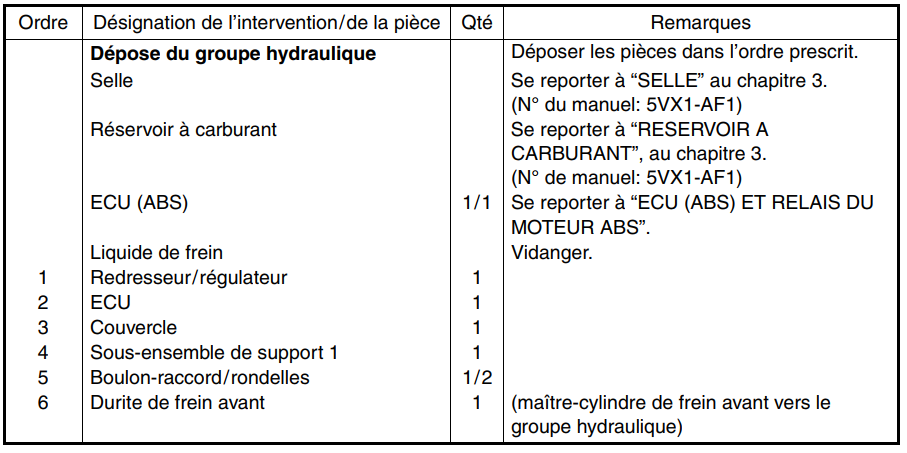 Ordre Désignation de l’intervention/de la pièce Qté Remarques
Dépose du groupe hydraulique Déposer les pièces dans l’ordre prescrit.
Selle Se reporter à “SELLE” au chapitre 3.
(N° du manuel: 5VX1-AF1)
Réservoir à carburant Se reporter à “RESERVOIR A
CARBURANT”, au chapitre 3.
(N° de manuel: 5VX1-AF1)
ECU (ABS) 1/1 Se reporter à “ECU (ABS) ET RELAIS DU
MOTEUR ABS”.
Liquide de frein Vidanger.
1 Redresseur/régulateur 1
2 ECU 1
3 Couvercle 1
4 Sous-ensemble de support 1 1
5 Boulon-raccord/rondelles 1/2
6 Durite de frein avant 1 (maître-cylindre de frein avant vers le
groupe hydraulique)